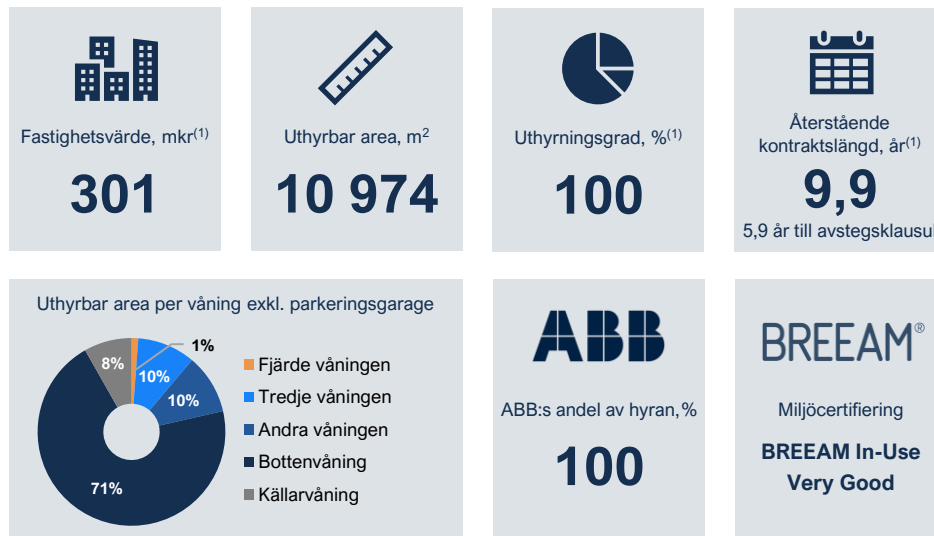 Fastighetsvärde, mkr(1)
301
Uthyrbar area, m2
10 974
Uthyrningsgrad, %(1)
100
Återstående
kontraktslängd, år(1)
9,9
5,9 år till avstegsklausul
Uthyrbar area per våning exkl. parkeringsgarage
1%
10%
10%
71%
8%
Fjärde våningen
Tredje våningen
Andra våningen
Bottenvåning
Källarvåning
ABB
ABB:s andel av hyran, %
100
BREEAM®
Miljöcertifiering
BREEAM In-Use
Very Good